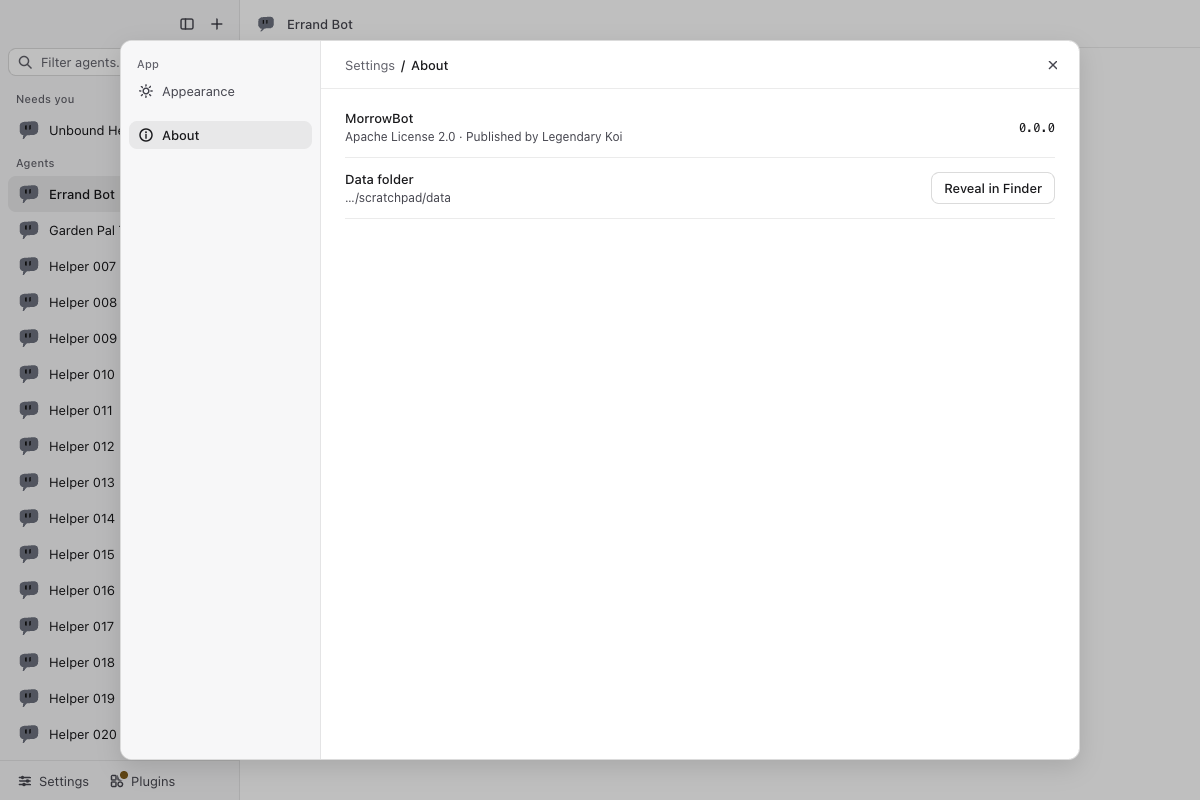 Errand Bot
Filter agents.
Needs you
Unbound He
Agents
Errand Bot
Garden Pal
Helper 007
Helper 008
Helper 009
Helper 010
Helper 011
Helper 012
Helper 013
Helper 014
Helper 015
Helper 016
Helper 017
Helper 018
Helper 019
Helper 020
Settings
Plugins
App
Appearance
About
Settings / About
MorrowBot
Apache License 2.0 · Published by Legendary Koi
0.0.0
Data folder
…/scratchpad/data
Reveal in Finder